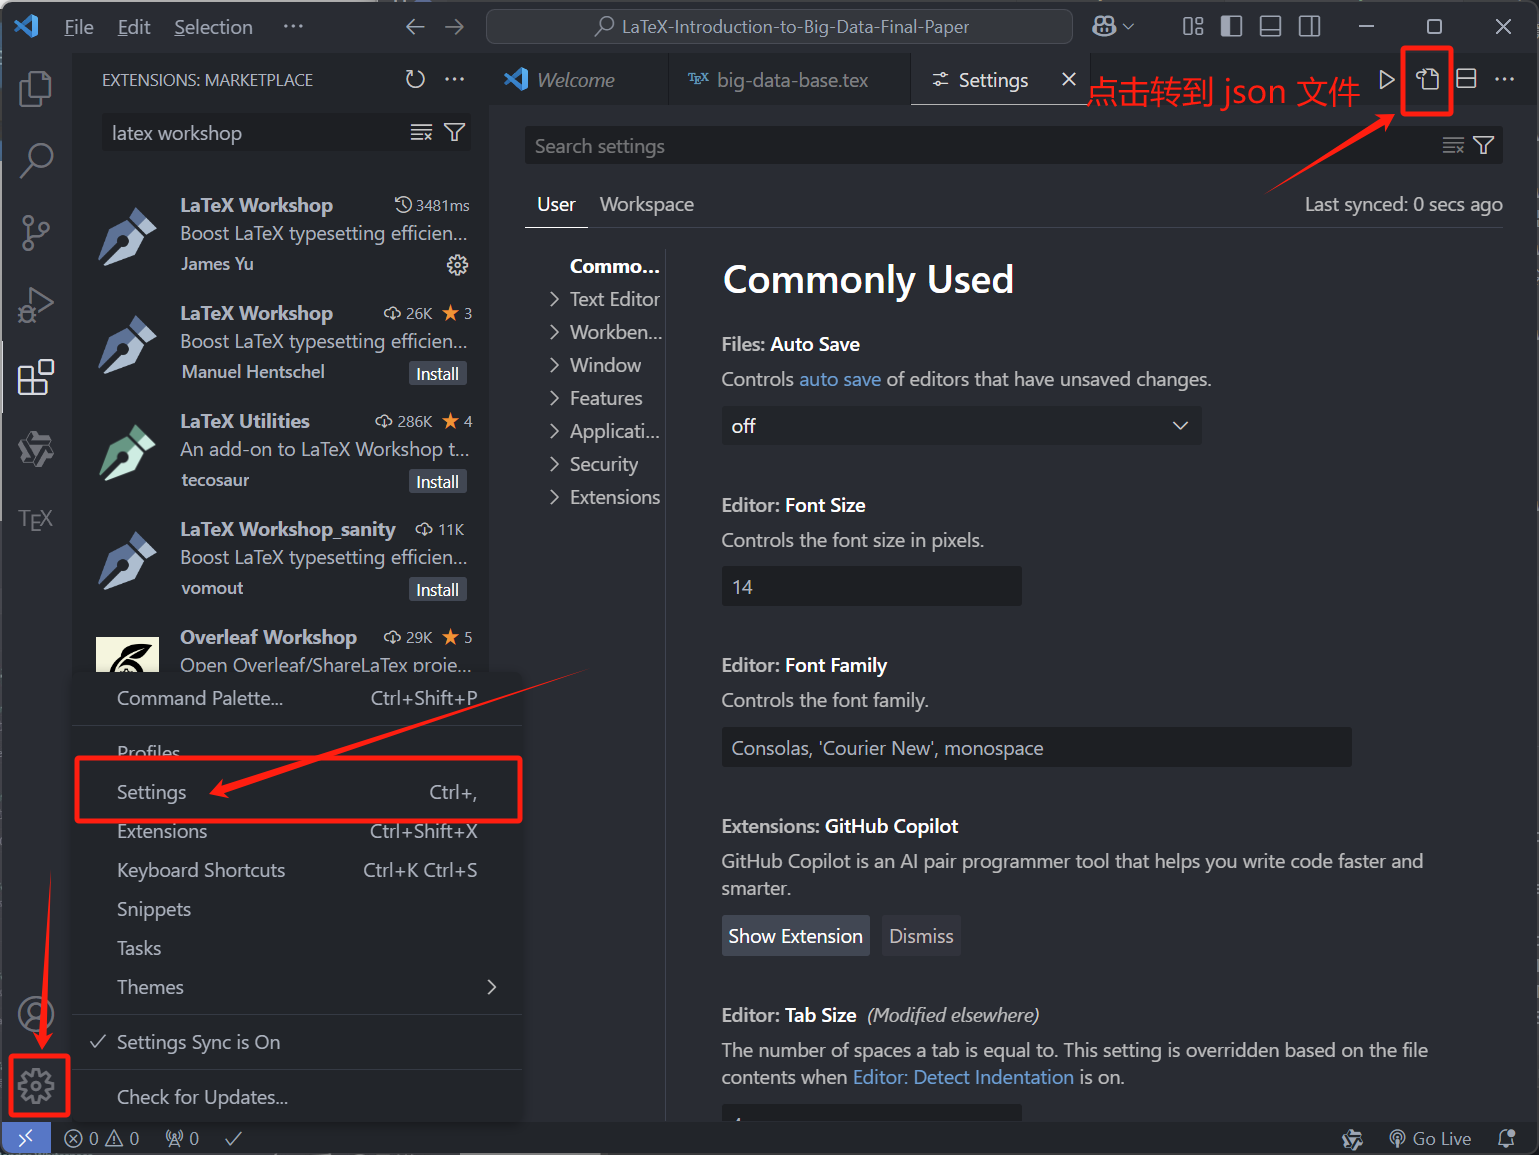 File Edit Selection ··· LaTeX-Introduction-to-Big-Data-Final-Paper
EXTENSIONS: MARKETPLACE
Welcome
TEX big-data-base.tex
Settings
点击转到 json 文件
latex workshop
LaTeX Workshop 3481ms
Boost LaTeX typesetting efficien...
James Yu
LaTeX Workshop 26K 3
Boost LaTeX typesetting efficien...
Manuel Hentschel Install
LaTeX Utilities 286K 4
An add-on to LaTeX Workshop t...
tecosaur Install
LaTeX Workshop_sanity 11K
Boost LaTeX typesetting efficien...
vomout Install
Overleaf Workshop 29K 5
Open Overleaf/ShareLaTex proje...
TEX
Command Palette... Ctrl+Shift+P
Profiles
Settings Ctrl+,
Extensions Ctrl+Shift+X
Keyboard Shortcuts Ctrl+K Ctrl+S
Snippets
Tasks
Themes
Settings Sync is On
Check for Updates...
Search settings
User Workspace Last synced: 0 secs ago
Commo...
Text Editor
Workben...
Window
Features
Applicati...
Security
Extensions
Commonly Used
Files: Auto Save
Controls auto save of editors that have unsaved changes.
off
Editor: Font Size
Controls the font size in pixels.
14
Editor: Font Family
Controls the font family.
Consolas, 'Courier New', monospace
Extensions: GitHub Copilot
GitHub Copilot is an AI pair programmer tool that helps you write code faster and
smarter.
Show Extension Dismiss
Editor: Tab Size (Modified elsewhere)
The number of spaces a tab is equal to. This setting is overridden based on the file
contents when Editor: Detect Indentation is on.
0 0 0 Go Live